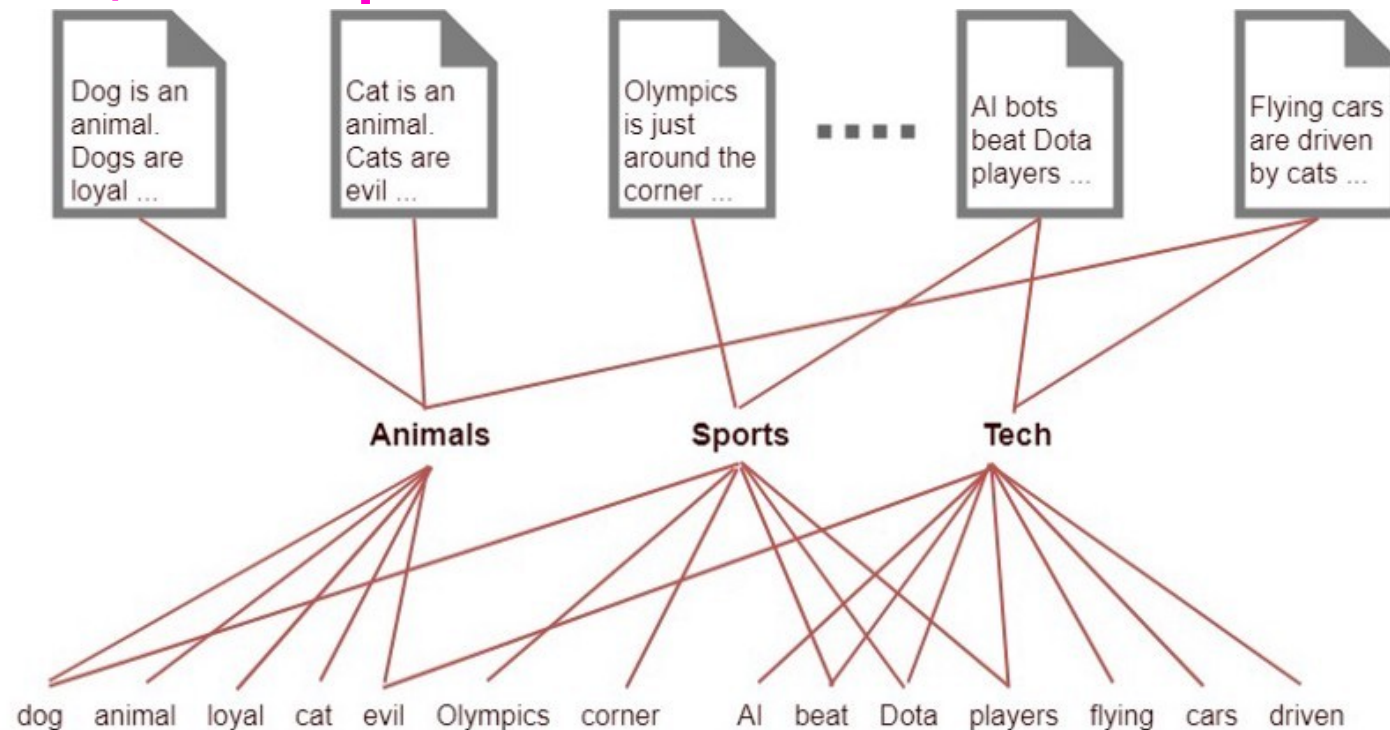 Dog is an
animal.
Dogs are
loyal ...
Cat is an
animal.
Cats are
evil ...
Olympics
is just
around the
corner ...
AI bots
beat Dota
players ...
Flying cars
are driven
by cats ...
Animals Sports Tech
dog animal loyal cat evil Olympics corner AI beat Dota players flying cars driven